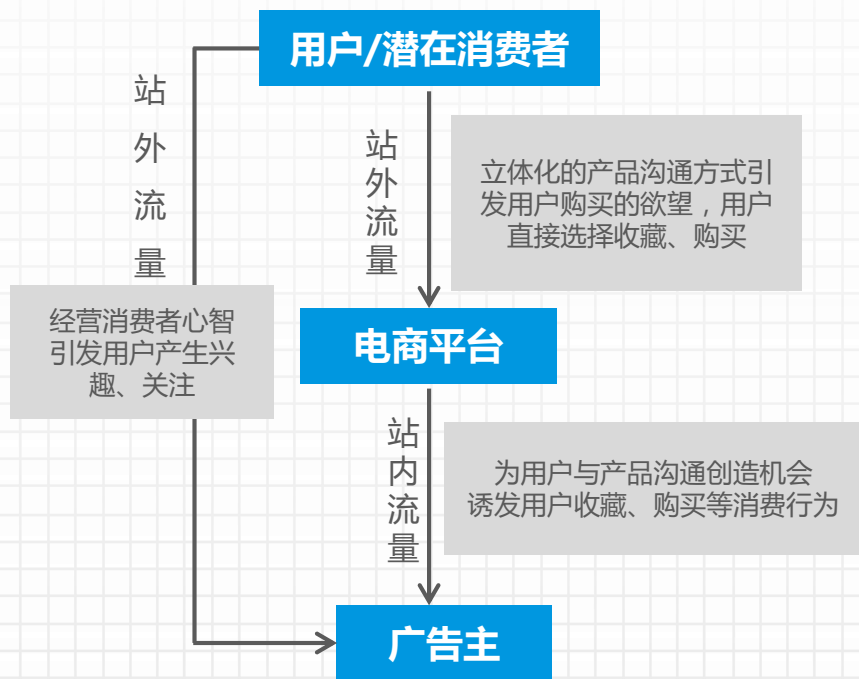 用户/潜在消费者
站外流量
站外流量
立体化的产品沟通方式引
发用户购买的欲望，用户
直接选择收藏、购买
经营消费者心智
引发用户产生兴
趣、关注
电商平台
站内流量
为用户与产品沟通创造机会
诱发用户收藏、购买等消费行为
广告主